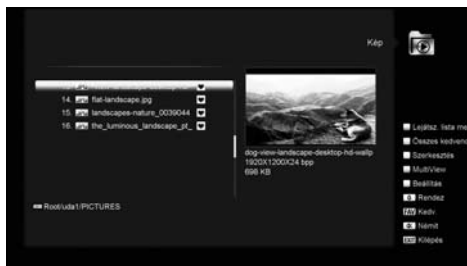 Kép
14. flat-landscape.jpg
15. landscapes-nature_0039044
16. the_luminous_landscape_pt_
dog-view-landscape-desktop-hd-wallp
1920X1200X24 bpp
696 KB
Lejátsz. lista me
Összes kedvenc
Szerkesztés
MultiView
Beállítás
Rendez
FAV Kedv.
Némít
EXIT Kilépés
Root/uda1/PICTURES